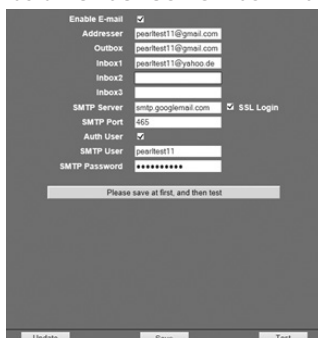 Enable E-mail
Addresser pearltest11@gmail.com
Outbox pearltest11@gmail.com
Inbox1 pearltest11@yahoo.de
Inbox2
Inbox3
SMTP Server smtp.googlemail.com SSL Login
SMTP Port 465
Auth User
SMTP User pearltest11
SMTP Password ●●●●●●●●●●
Please save at first, and then test
Update Save Test